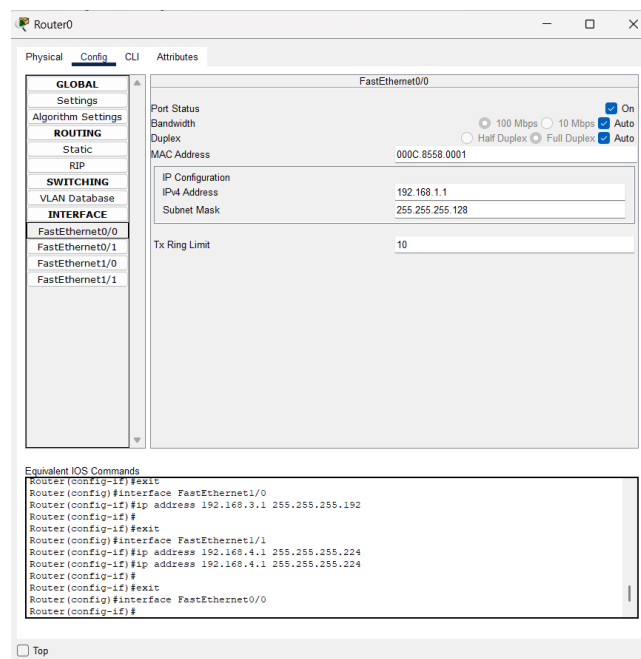 Router0
Physical Config CLI Attributes
GLOBAL
Settings
Algorithm Settings
ROUTING
Static
RIP
SWITCHING
VLAN Database
INTERFACE
FastEthernet0/0
FastEthernet0/1
FastEthernet1/0
FastEthernet1/1
FastEthernet0/0
Port Status On
Bandwidth 100 Mbps 10 Mbps Auto
Duplex Half Duplex Full Duplex Auto
MAC Address 000C.8558.0001
IP Configuration
IPv4 Address 192.168.1.1
Subnet Mask 255.255.255.128
Tx Ring Limit 10
Equivalent IOS Commands
Router(config-if)#exit
Router(config)#interface FastEthernet1/0
Router(config-if)#ip address 192.168.3.1 255.255.255.192
Router(config-if)#
Router(config-if)#exit
Router(config)#interface FastEthernet1/1
Router(config-if)#ip address 192.168.4.1 255.255.255.224
Router(config-if)#ip address 192.168.4.1 255.255.255.224
Router(config-if)#
Router(config-if)#exit
Router(config-if)#interface FastEthernet0/0
Router(config-if)#
Top